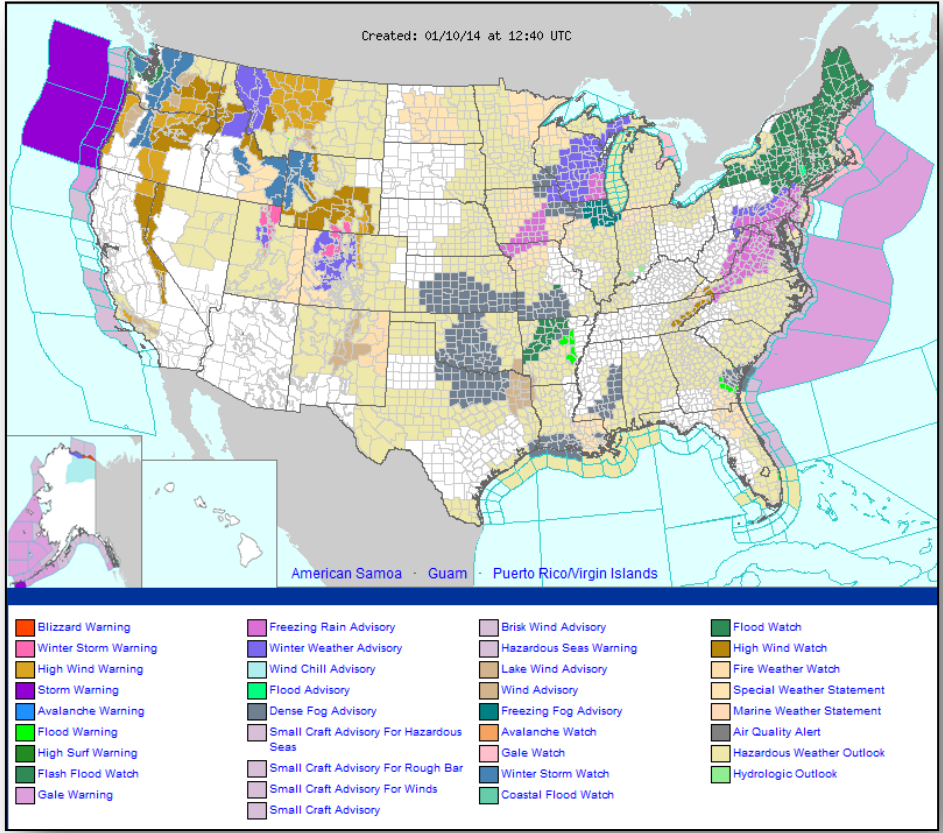 Created: 01/10/14 at 12:40 UTC
American Samoa · Guam · Puerto Rico/Virgin Islands
Blizzard Warning
Winter Storm Warning
High Wind Warning
Storm Warning
Avalanche Warning
Flood Warning
High Surf Warning
Flash Flood Watch
Gale Warning
Freezing Rain Advisory
Winter Weather Advisory
Wind Chill Advisory
Flood Advisory
Dense Fog Advisory
Small Craft Advisory For Hazardous
Seas
Small Craft Advisory For Rough Bar
Small Craft Advisory For Winds
Small Craft Advisory
Brisk Wind Advisory
Hazardous Seas Warning
Lake Wind Advisory
Wind Advisory
Freezing Fog Advisory
Avalanche Watch
Gale Watch
Winter Storm Watch
Coastal Flood Watch
Flood Watch
High Wind Watch
Fire Weather Watch
Special Weather Statement
Marine Weather Statement
Air Quality Alert
Hazardous Weather Outlook
Hydrologic Outlook